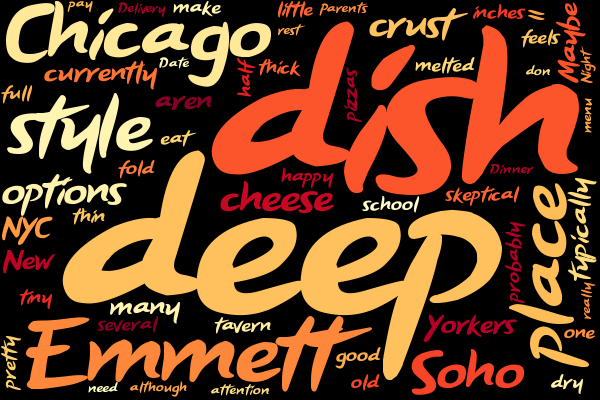 pay
Delivery
make
little
Parents
inches
Maybe
Chicago
rest
crust
feels
currently
Date
half
thick
melted
don
Night
full
aren
pizzas
dish
menu
style
eat
fold
happy
Dinner
options
cheese
school
skeptical
typically
NYC
thin
deep
place
probably
New
really
tiny
many
several
tavern
Yorkers
one
pretty
Emmett
good
Soho
need
although
attention
old
dry